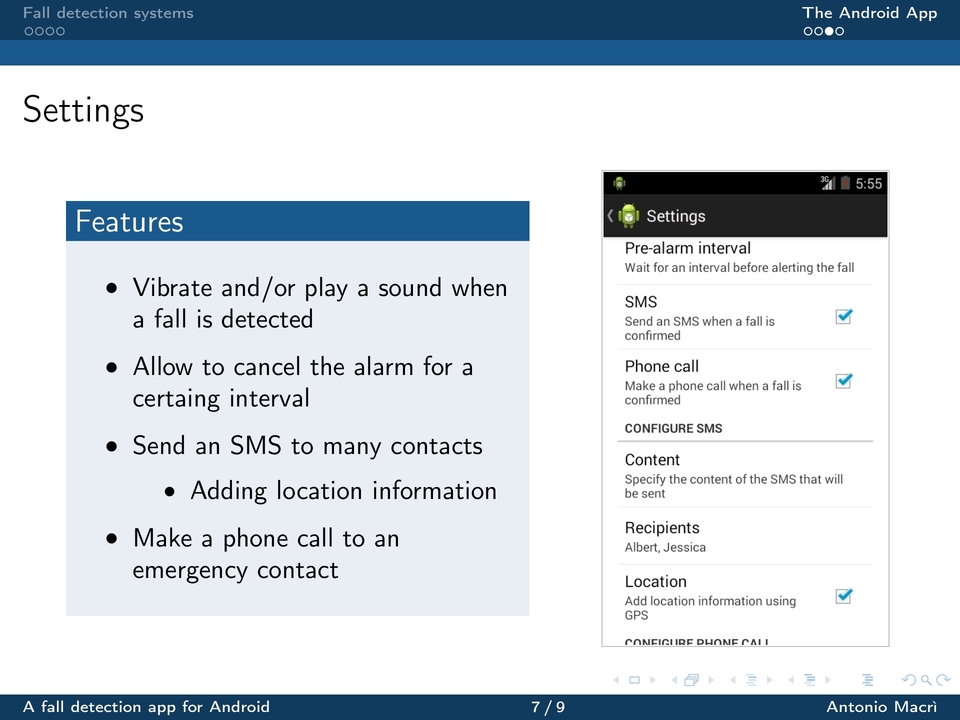 Fall detection systems
The Android App
Settings
Features
• Vibrate and/or play a sound when
a fall is detected
• Allow to cancel the alarm for a
certaing interval
• Send an SMS to many contacts
• Adding location information
• Make a phone call to an
emergency contact
3G 5:55
Settings
Pre-alarm interval
Wait for an interval before alerting the fall
SMS
Send an SMS when a fall is
confirmed
Phone call
Make a phone call when a fall is
confirmed
CONFIGURE SMS
Content
Specify the content of the SMS that will
be sent
Recipients
Albert, Jessica
Location
Add location information using
GPS
CONFIGURE PHONE CALL
A fall detection app for Android
7 / 9
Antonio Macrì